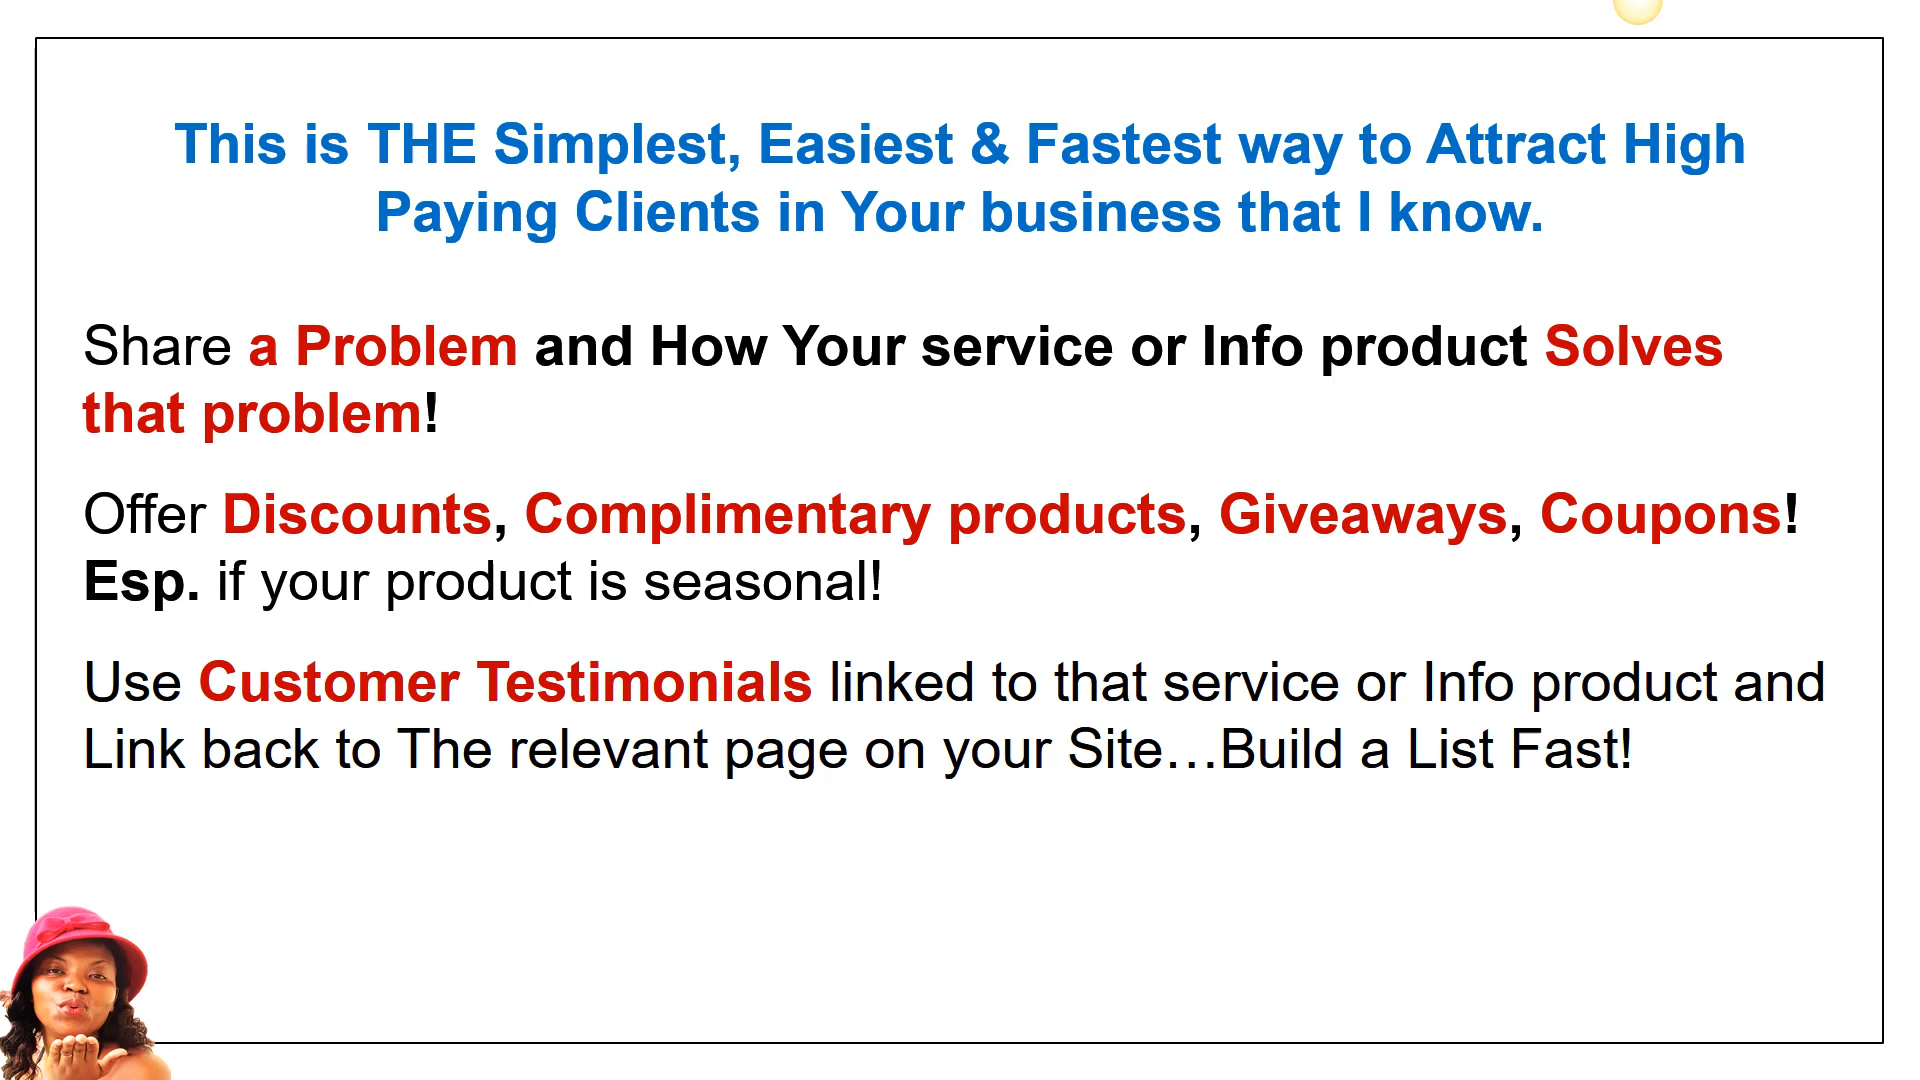 This is THE Simplest, Easiest & Fastest way to Attract High
Paying Clients in Your business that I know.
Share a Problem and How Your service or Info product Solves
that problem!
Offer Discounts, Complimentary products, Giveaways, Coupons!
Esp. if your product is seasonal!
Use Customer Testimonials linked to that service or Info product and
Link back to The relevant page on your Site…Build a List Fast!